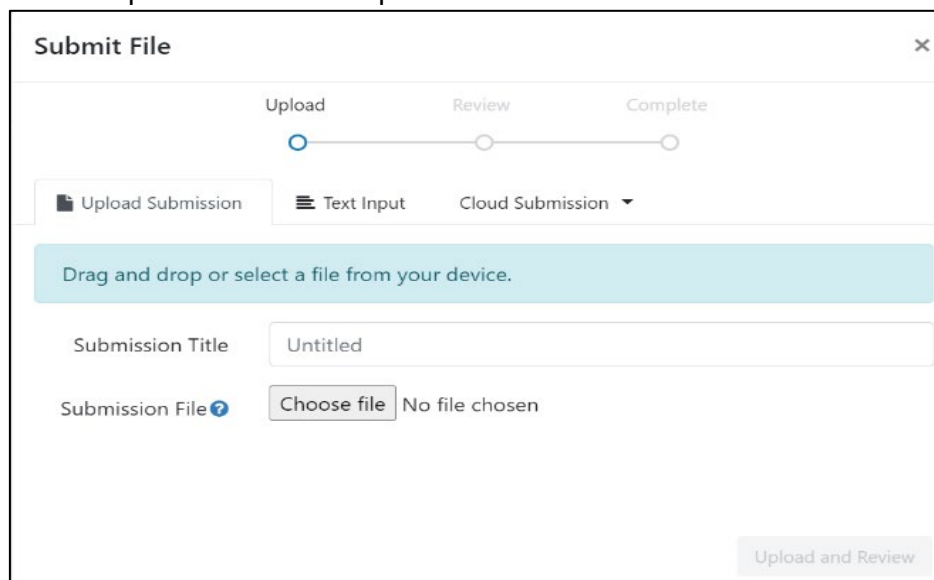 Submit File ×
Upload Review Complete
Upload Submission Text Input Cloud Submission
Drag and drop or select a file from your device.
Submission Title Untitled
Submission File Choose file No file chosen
Upload and Review